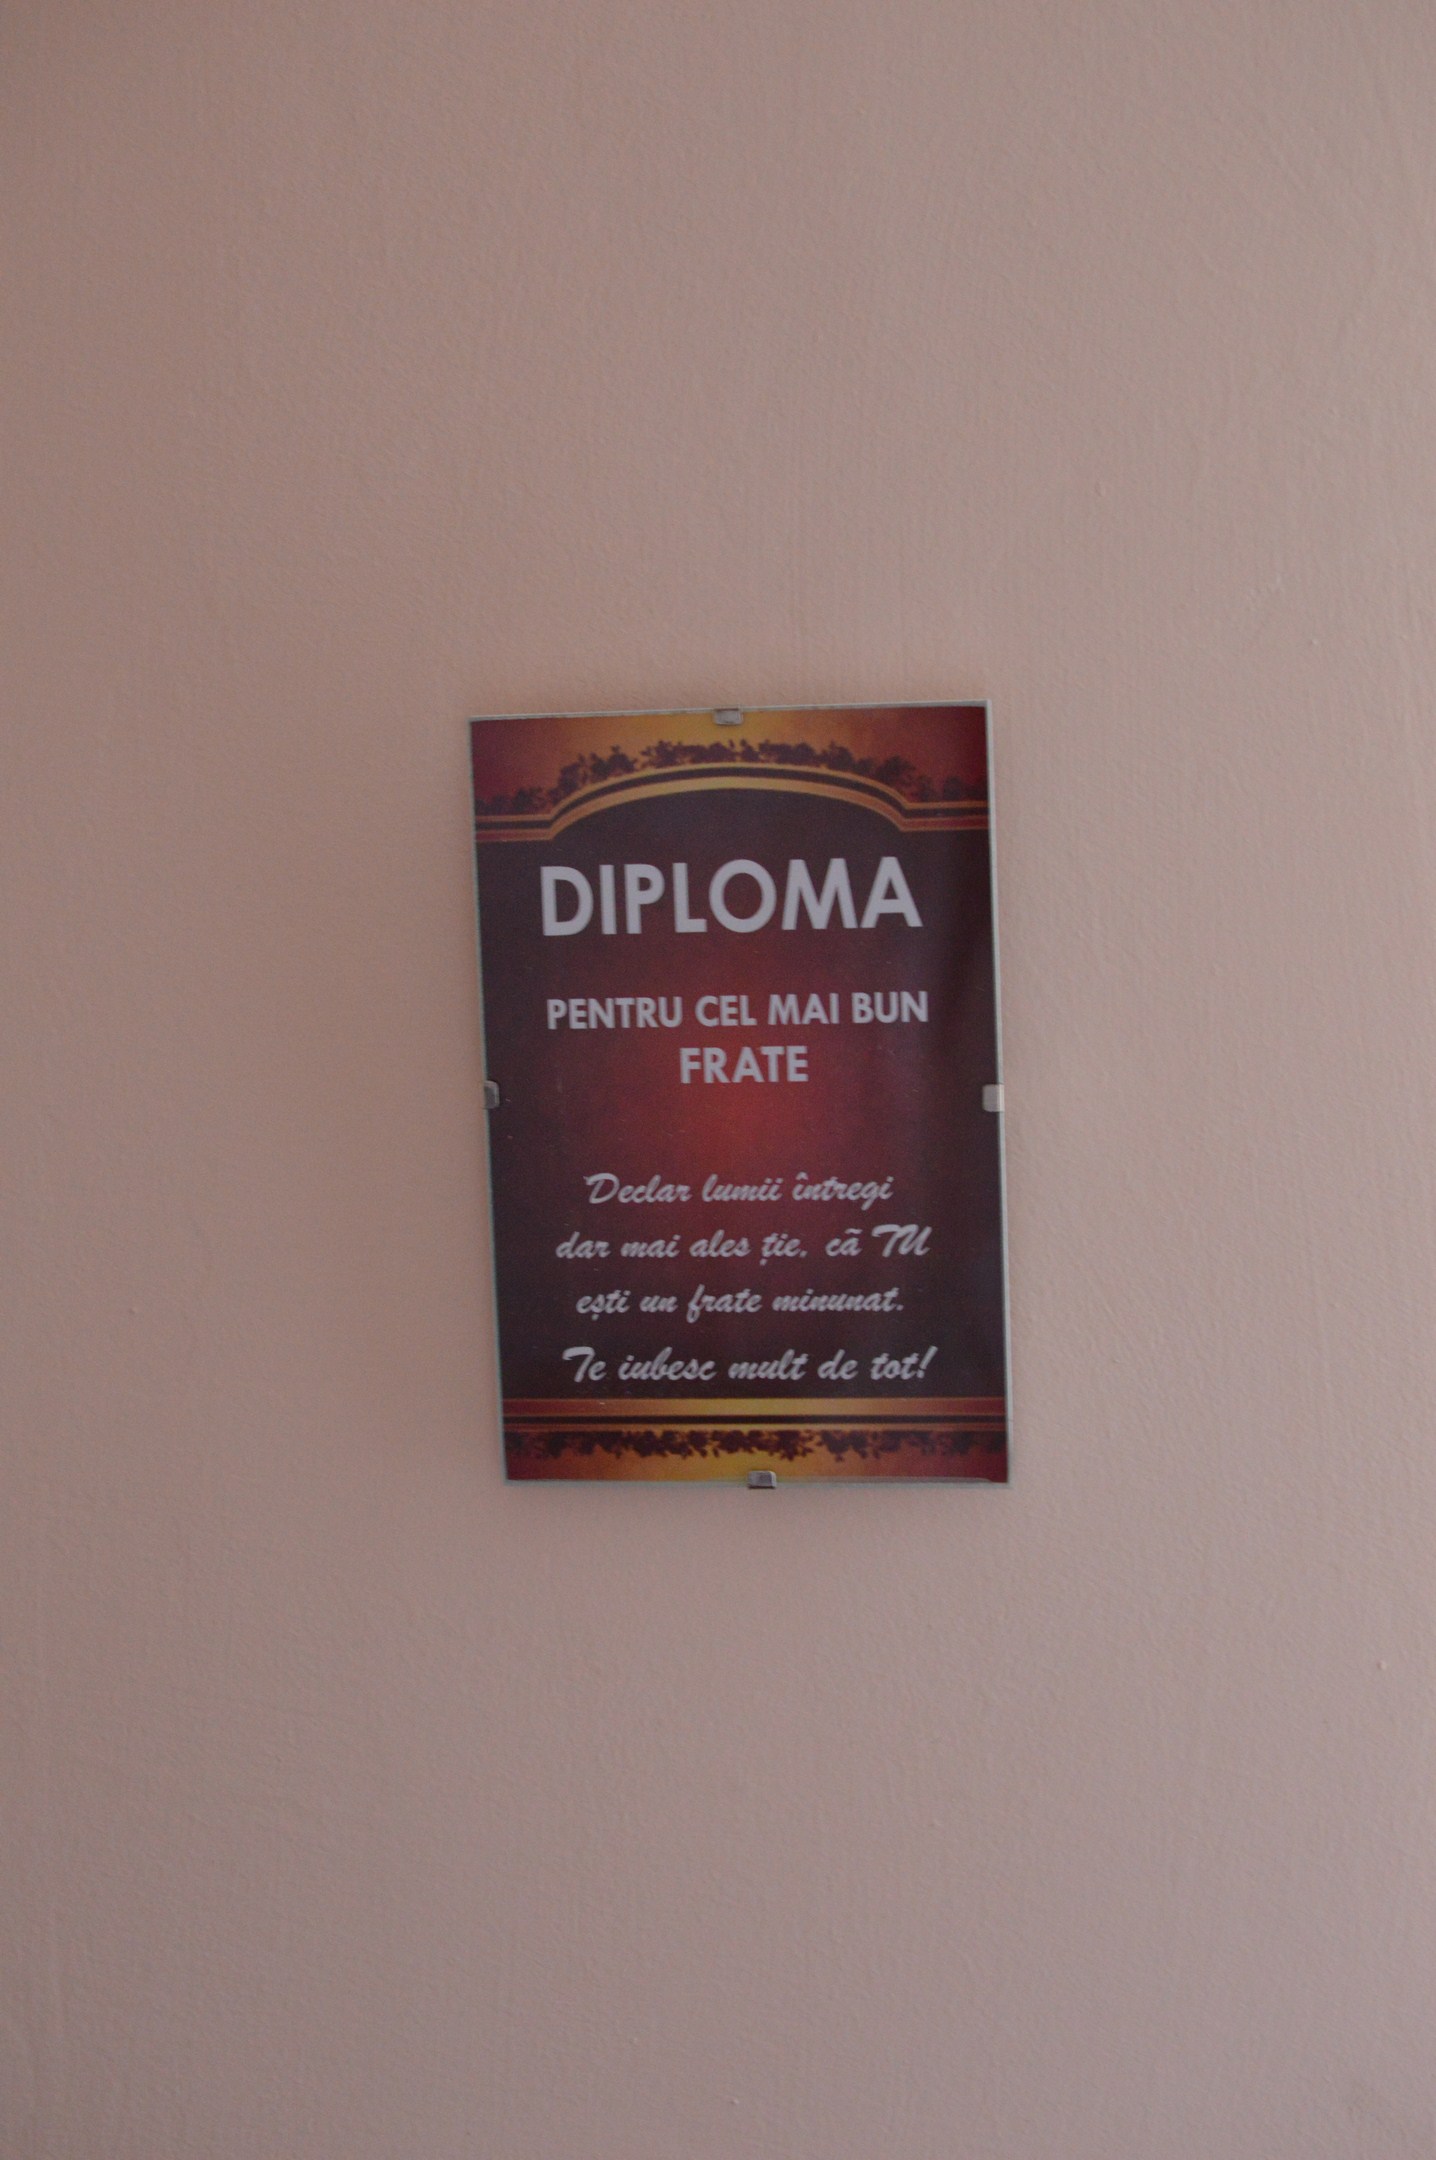 DIPLOMA
PENTRU CEL MAI BUN
FRATE
Declar lumii întregi
dar mai ales ție, cã TU
ești un frate minunat.
Te iubesc mult de tot!